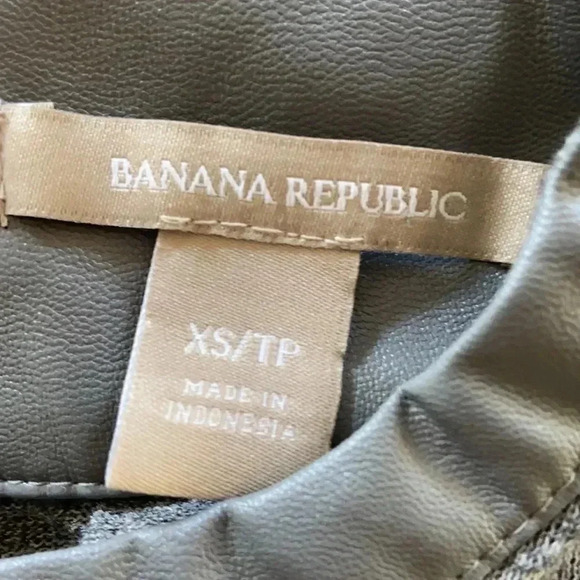 BANANA REPUBLIC
XS/TP
MADE IN
INDONESIA